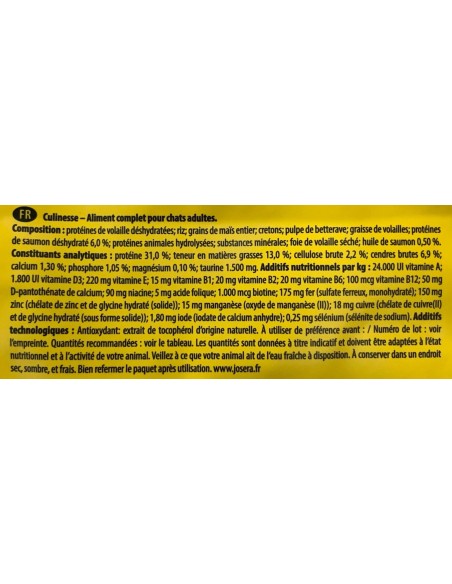 FR Culinesse – Aliment complet pour chats adultes.
Composition : protéines de volaille déshydratées; riz; grains de maïs entier; cretons; pulpe de betterave; graisse de volailles; protéines
de saumon déshydraté 6,0 %; protéines animales hydrolysées; substances minérales; foie de volaille séché; huile de saumon 0,50 %.
Constituants analytiques : protéine 31,0 %; teneur en matières grasses 13,0 %; cellulose brute 2,2 %; cendres brutes 6,9 %;
calcium 1,30 %; phosphore 1,05 %; magnésium 0,10 %; taurine 1.500 mg. Additifs nutritionnels par kg : 24.000 UI vitamine A;
1.800 UI vitamine D3; 220 mg vitamine E; 15 mg vitamine B1; 20 mg vitamine B2; 20 mg vitamine B6; 100 mcg vitamine B12; 50 mg
D-pantothénate de calcium; 90 mg niacine; 5 mg acide folique; 1.000 mcg biotine; 175 mg fer (sulfate ferreux, monohydraté); 150 mg
zinc (chélate de zinc et de glycine hydraté (solide)); 15 mg manganèse (oxyde de manganèse (II)); 18 mg cuivre (chélate de cuivre(II)
et de glycine hydraté (sous forme solide)); 1,80 mg iode (iodate de calcium anhydre); 0,25 mg sélénium (sélénite de sodium). Additifs
technologiques : Antioxydant: extrait de tocophérol d'origine naturelle. À utiliser de préférence avant : / Numéro de lot : voir
l'empreinte. Quantités recommandées : voir le tableau. Les quantités sont données à titre indicatif et doivent être adaptées à l'état
nutritionnel et à l'activité de votre animal. Veillez à ce que votre animal ait de l'eau fraîche à disposition. À conserver dans un endroit
sec, sombre, et frais. Bien refermer le paquet après utilisation. www.josera.fr